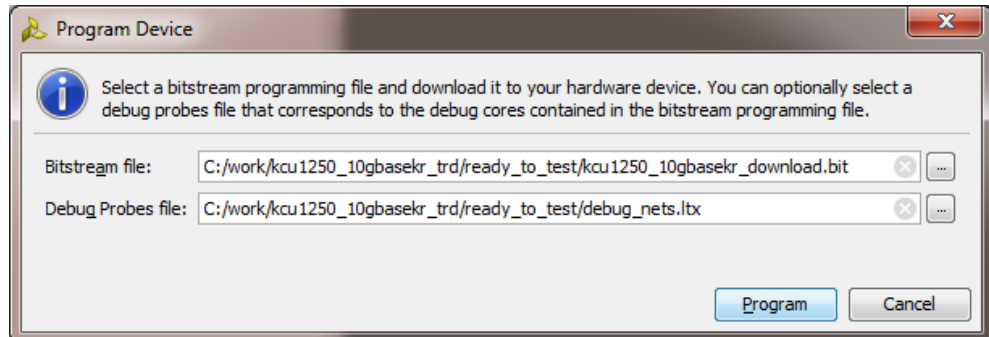 Program Device
Select a bitstream programming file and download it to your hardware device. You can optionally select a
debug probes file that corresponds to the debug cores contained in the bitstream programming file.
Bitstream file: C:/work/kcu1250_10gbasekr_trd/ready_to_test/kcu1250_10gbasekr_download.bit ...
Debug Probes file: C:/work/kcu1250_10gbasekr_trd/ready_to_test/debug_nets.ltx ...
Program Cancel